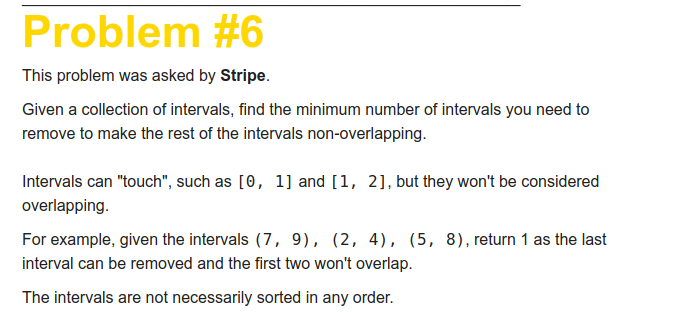 Problem #6
This problem was asked by Stripe.
Given a collection of intervals, find the minimum number of intervals you need to
remove to make the rest of the intervals non-overlapping.
Intervals can "touch", such as [0, 1] and [1, 2], but they won't be considered
overlapping.
For example, given the intervals (7, 9), (2, 4), (5, 8), return 1 as the last
interval can be removed and the first two won't overlap.
The intervals are not necessarily sorted in any order.